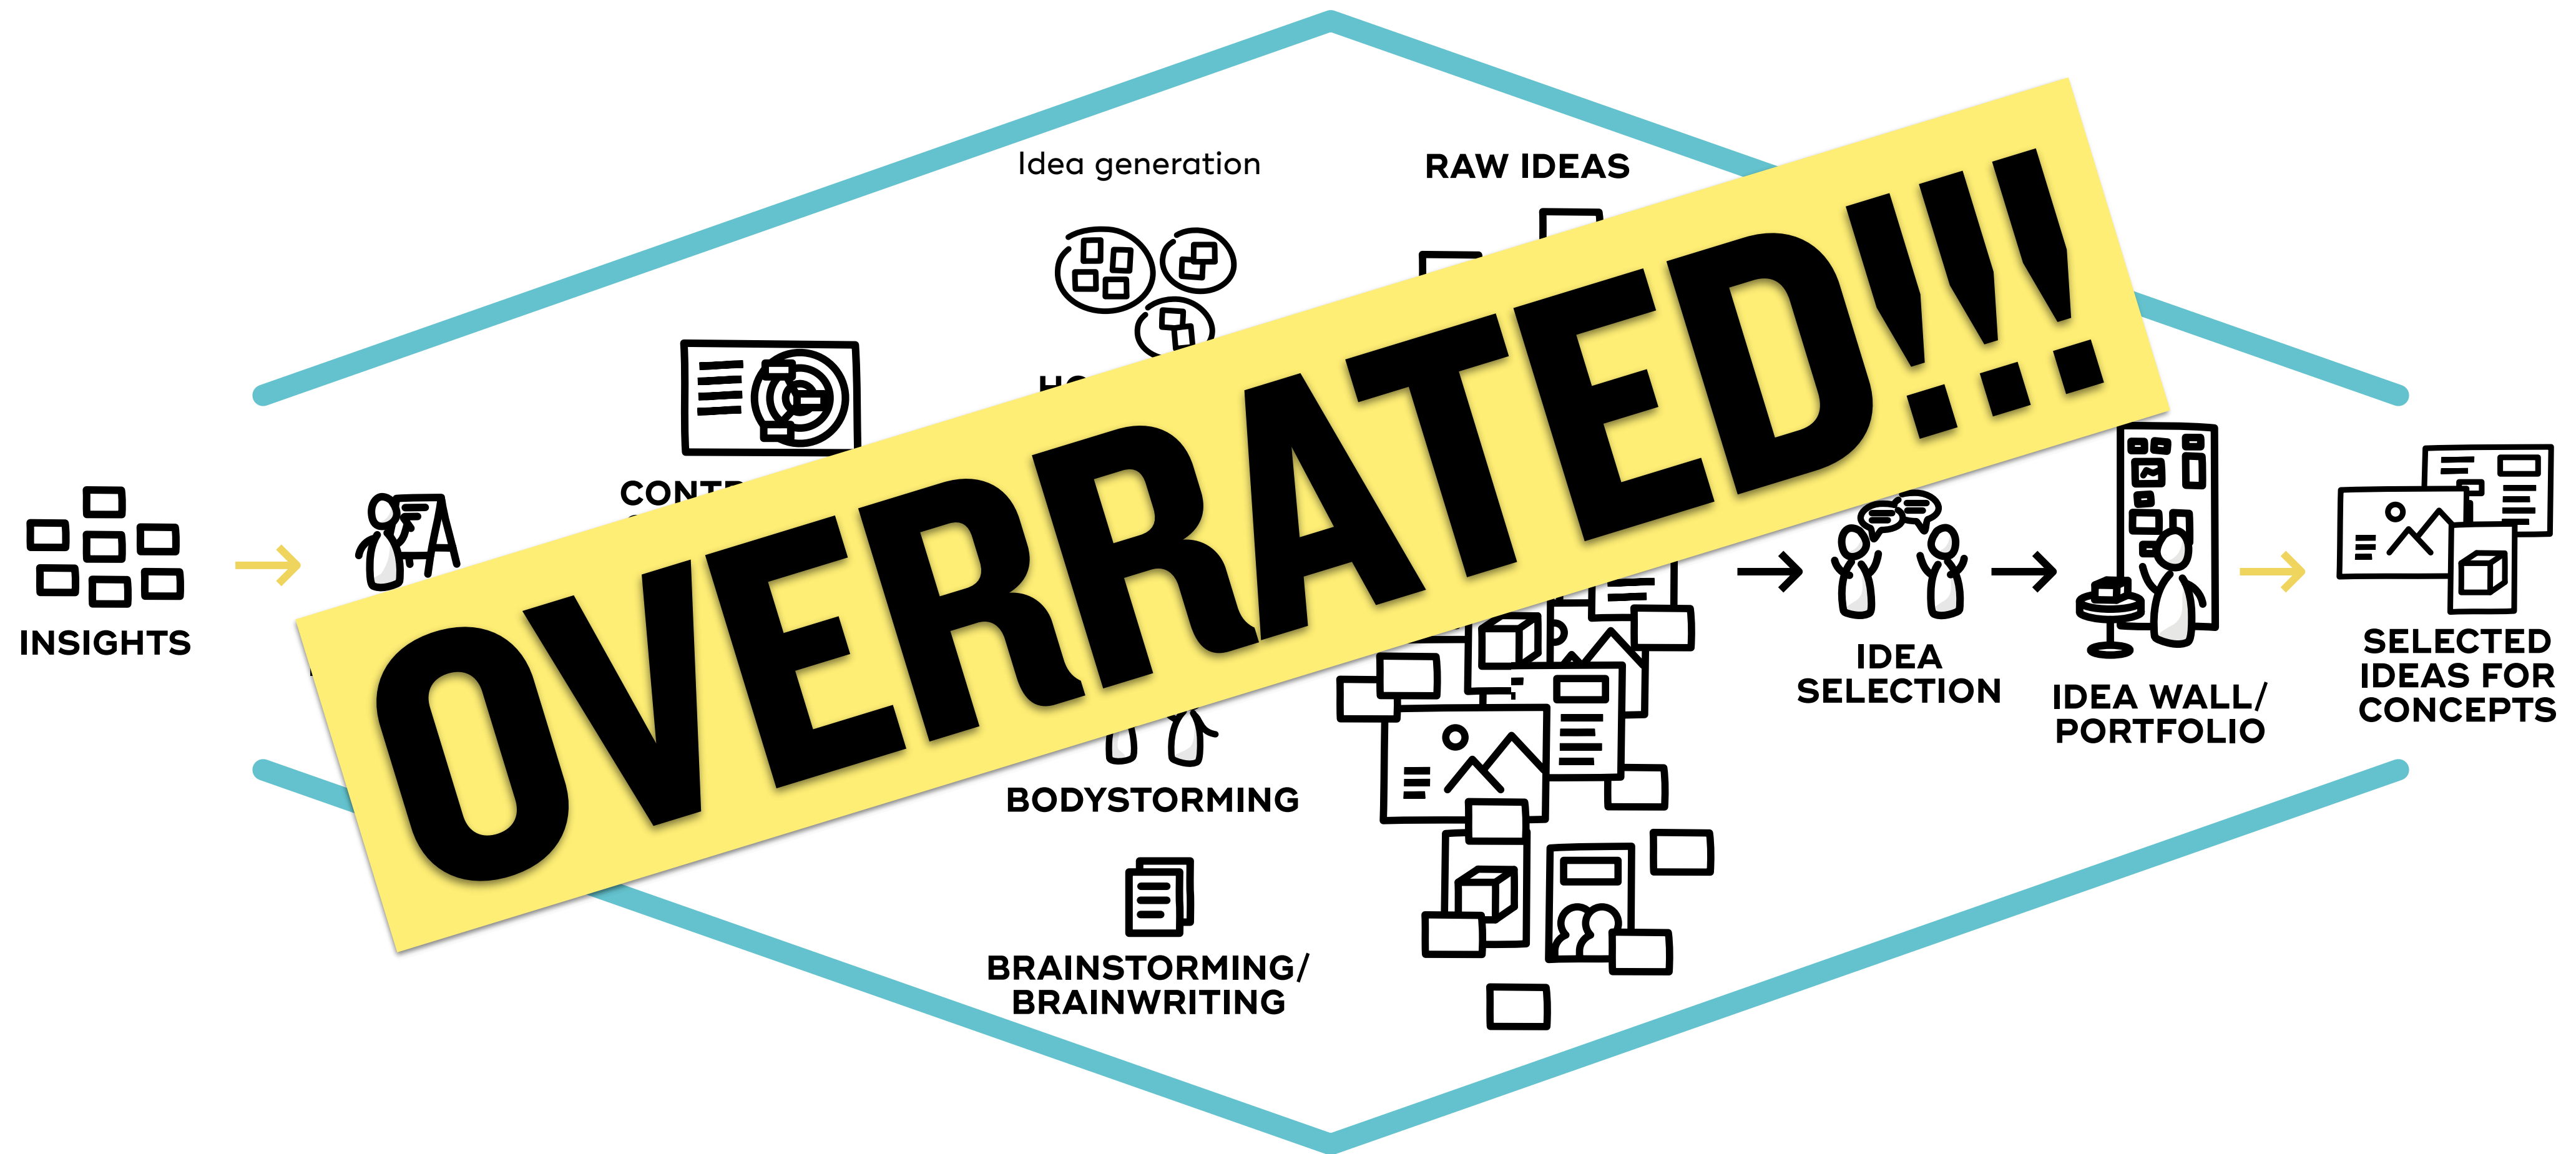 Idea generation
RAW IDEAS
OVERRATED!!!
INSIGHTS
BODYSTORMING
BRAINSTORMING/
BRAINWRITING
IDEA
SELECTION
IDEA WALL/
PORTFOLIO
SELECTED
IDEAS FOR
CONCEPTS